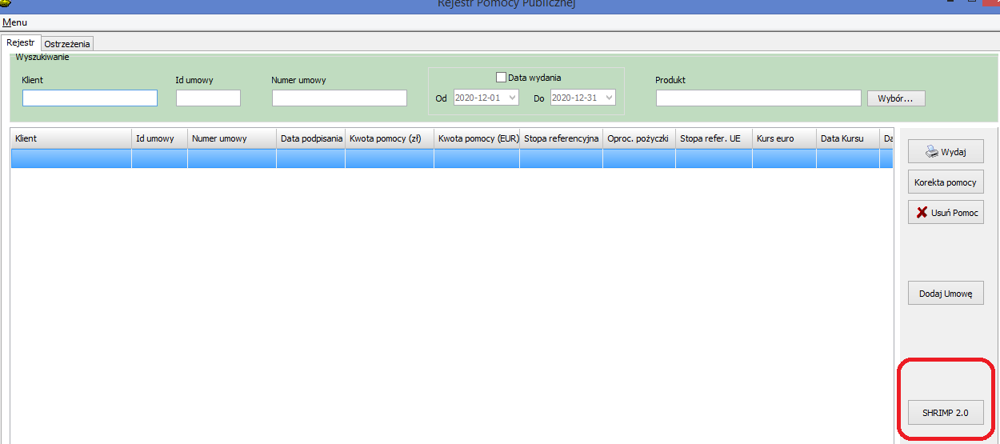 Rejestr Pomocy Publicznej
Menu
Rejestr Ostrzeżenia
Wyszukiwanie
Klient Id umowy Numer umowy Data wydania Produkt
Od 2020-12-01 Do 2020-12-31 Wybór...
Klient Id umowy Numer umowy Data podpisania Kwota pomocy (zł) Kwota pomocy (EUR) Stopa referencyjna Oproc. pożyczki Stopa refer. UE Kurs euro Data Kursu Da
Wydaj
Korekta pomocy
Usuń Pomoc
Dodaj Umowę
SHRIMP 2.0